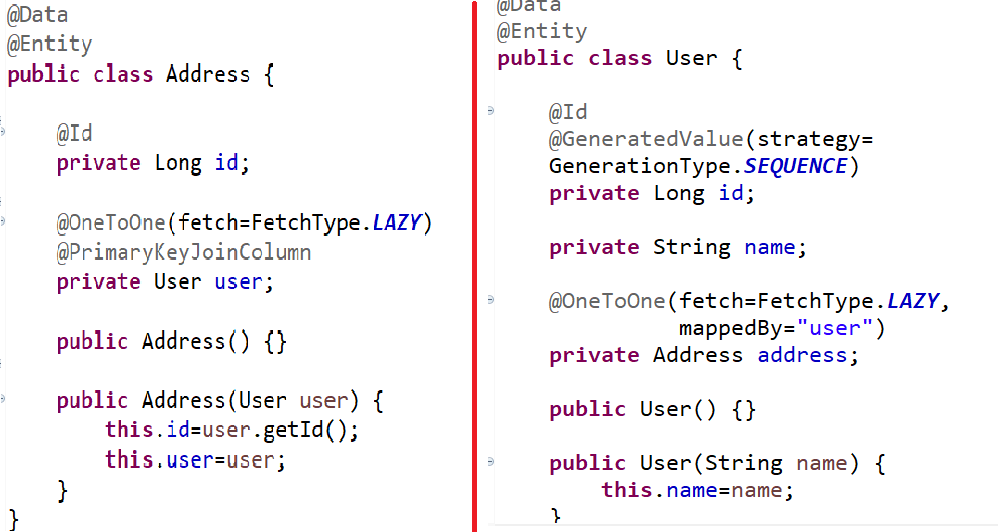 @Data
@Entity
public class Address {
@Id
private Long id;
@OneToOne(fetch=FetchType.LAZY)
@PrimaryKeyJoinColumn
private User user;
public Address() {}
public Address(User user) {
this.id=user.getId();
this.user=user;
}
}
@Data
@Entity
public class User {
@Id
@GeneratedValue(strategy=
GenerationType.SEQUENCE)
private Long id;
private String name;
@OneToOne(fetch=FetchType.LAZY,
mappedBy="user")
private Address address;
public User() {}
public User(String name) {
this.name=name;
}